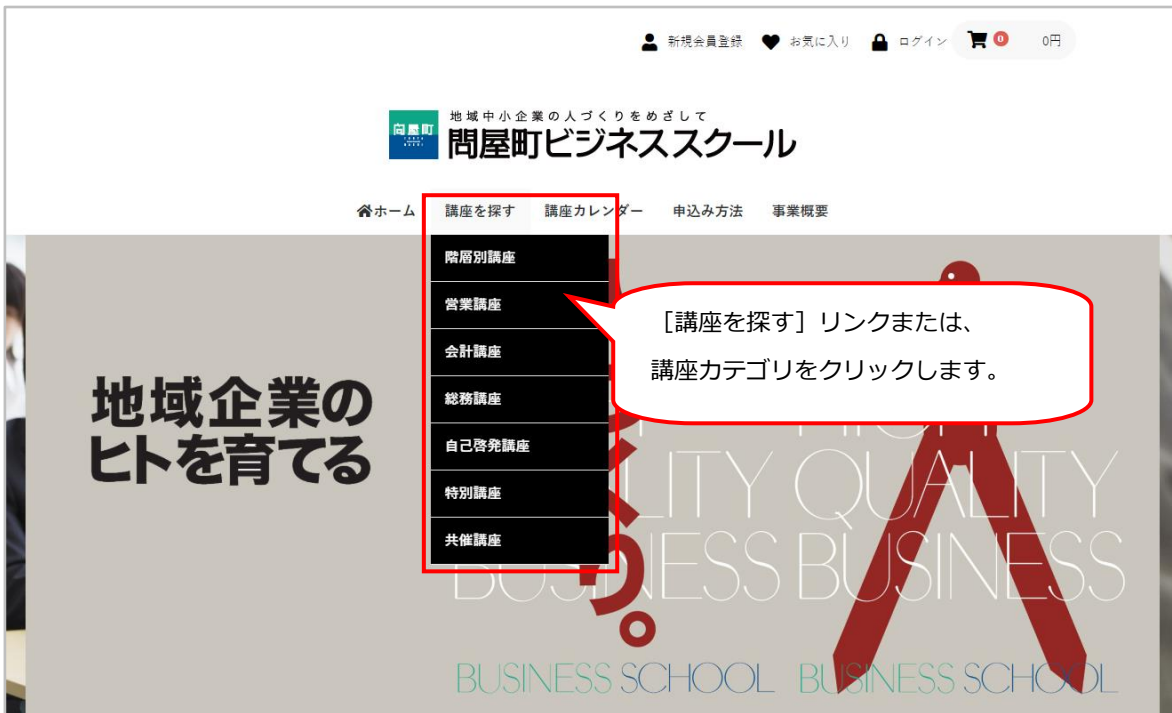 新規会員登録 お気に入り ログイン 0 0円
問屋町
地域中小企業の人づくりをめざして
問屋町ビジネススクール
ホーム 講座を探す 講座カレンダー 申込み方法 事業概要
階層別講座
営業講座
会計講座
総務講座
自己啓発講座
特別講座
共催講座
［講座を探す］リンクまたは、
講座カテゴリをクリックします。
地域企業の
ヒトを育てる
QUALITY
BUSINESS BUSINESS
BUSINESS SCHOOL BUSINESS SCHOOL